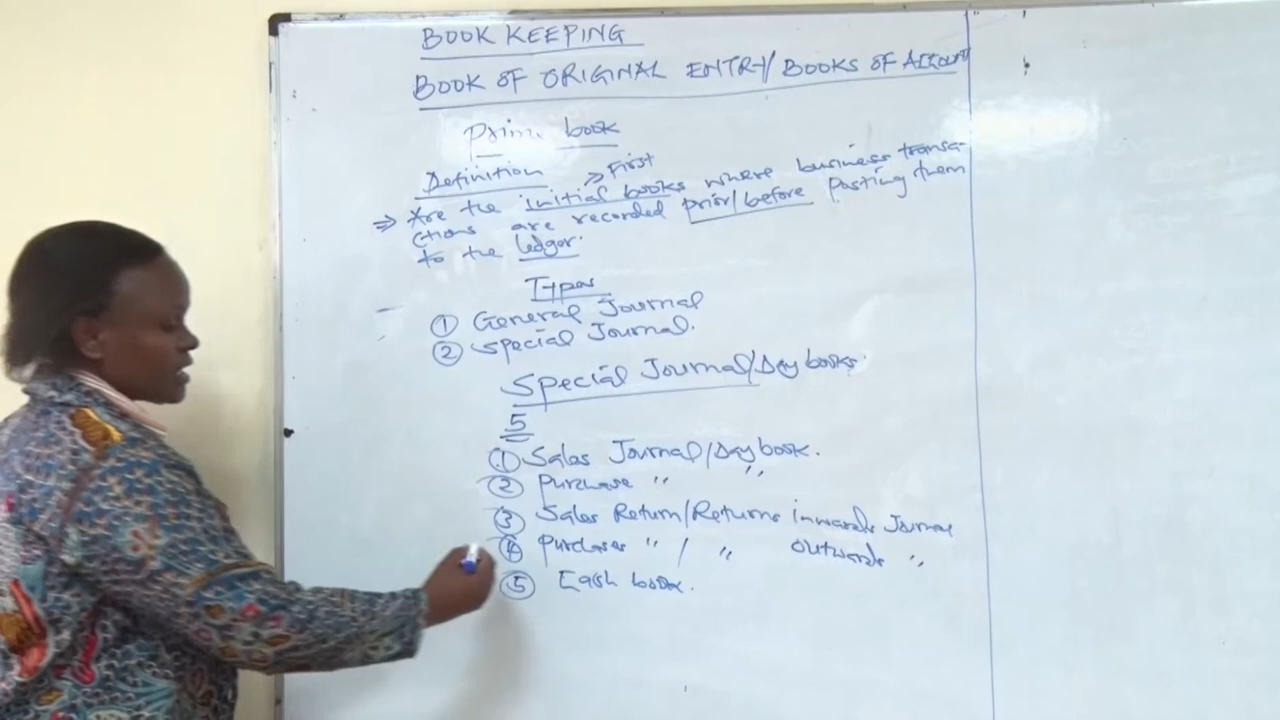 BOOK KEEPING
BOOK OF ORIGINAL ENTRY/BOOKS OF ACCOUNT
Prime book
Definition
=> First
=> Are the initial books where business transa-
ctions are recorded prior/before posting them
to the ledger.
Types
① General Journal
② Special Journal.
Special Journal/Day books.
5
① Sales Journal/Day book.
② Purchase " "
③ Sales Return/Returns inwards Journal
④ Purchases " / " Outwards "
⑤ Cash book.